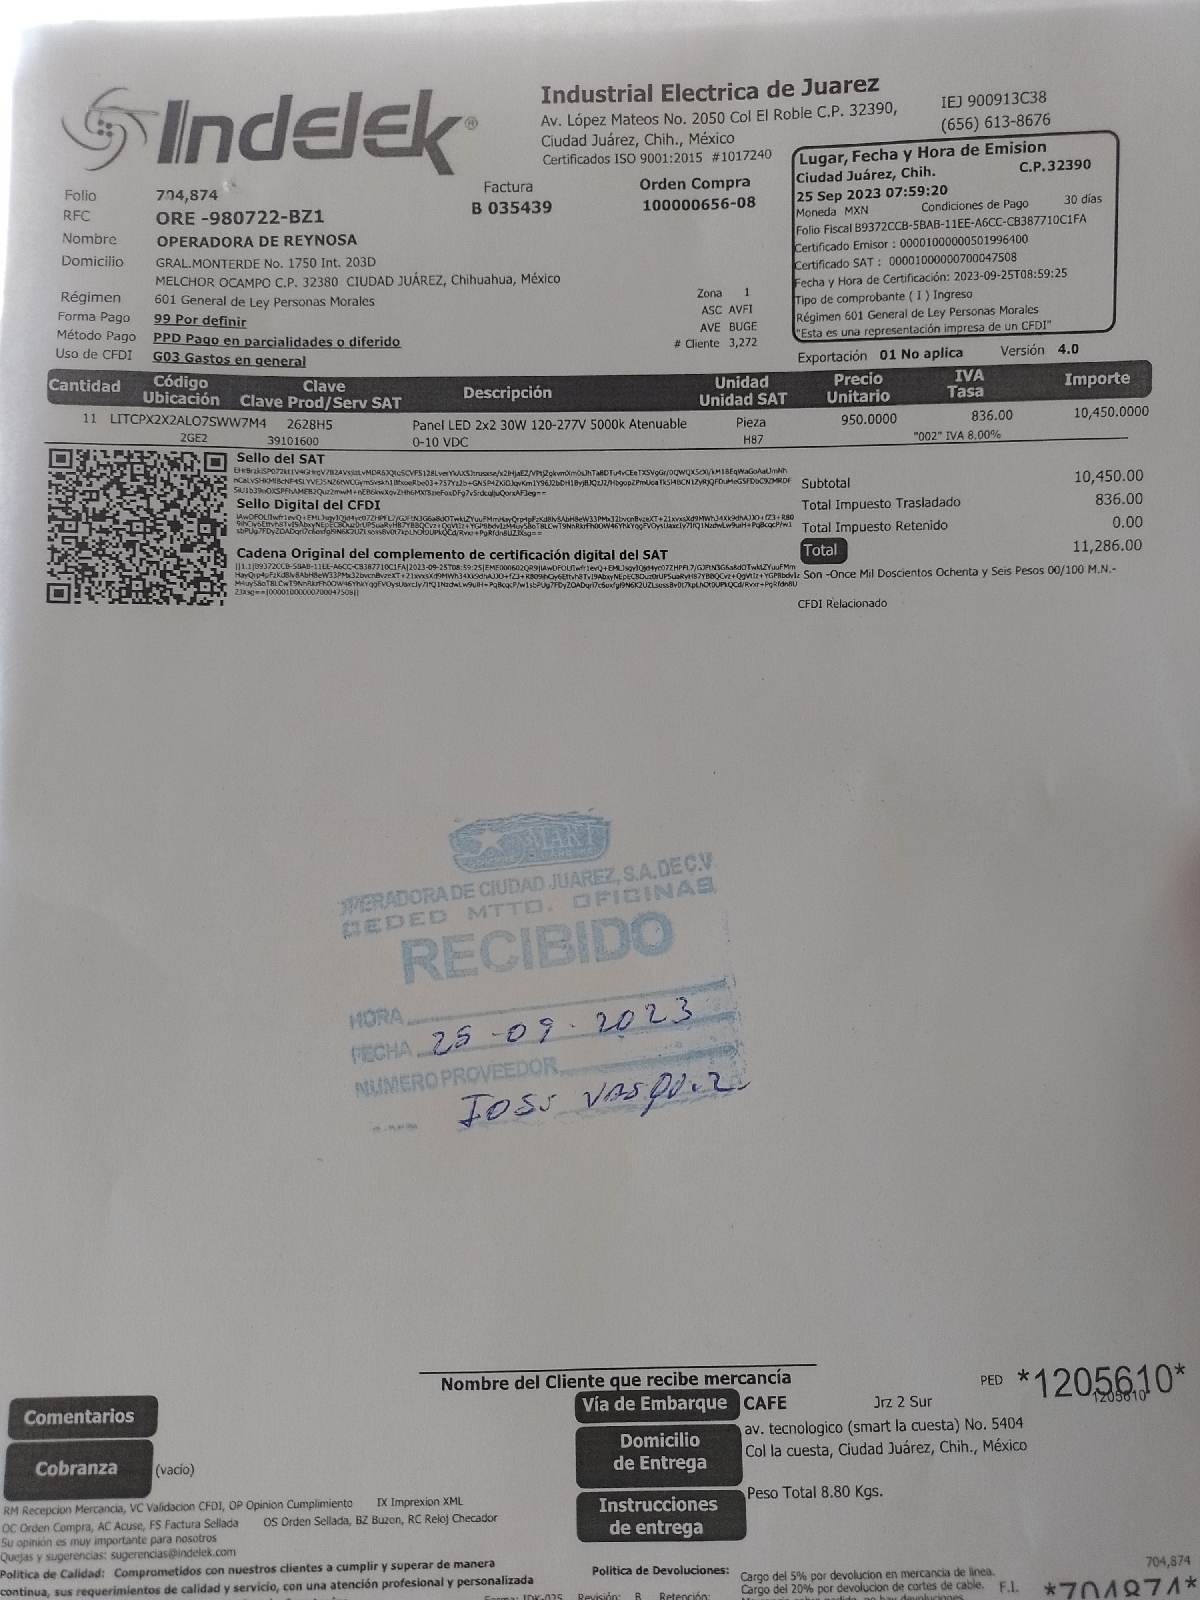 Indelek®
Industrial Electrica de Juarez
Av. López Mateos No. 2050 Col El Roble C.P. 32390,
Ciudad Juárez, Chih., México
Certificados ISO 9001:2015 #1017240
IEJ 900913C38
(656) 613-8676
Folio 704,874
Factura
B 035439
Orden Compra
100000656-08
RFC ORE -980722-BZ1
Nombre OPERADORA DE REYNOSA
Domicilio GRAL.MONTERDE No. 1750 Int. 203D
MELCHOR OCAMPO C.P. 32380 CIUDAD JUÁREZ, Chihuahua, México
Régimen 601 General de Ley Personas Morales
Forma Pago 99 Por definir
Método Pago PPD Pago en parcialidades o diferido
Uso de CFDI G03 Gastos en general
Zona 1
ASC AVFI
AVE BUGE
# Cliente 3,272
Lugar, Fecha y Hora de Emision
Ciudad Juárez, Chih. C.P.32390
25 Sep 2023 07:59:20
Moneda MXN Condiciones de Pago 30 días
Folio Fiscal B9372CCB-5BAB-11EE-A6CC-CB387710C1FA
Certificado Emisor : 00001000000501996400
Certificado SAT : 00001000000700047508
Fecha y Hora de Certificación: 2023-09-25T08:59:25
Tipo de comprobante ( I ) Ingreso
Régimen 601 General de Ley Personas Morales
"Esta es una representación impresa de un CFDI"
Exportación 01 No aplica Versión 4.0
Cantidad Código Ubicación Clave Clave Prod/Serv SAT Descripción Unidad Unidad SAT Precio Unitario IVA Tasa Importe
11 LITCPX2X2ALO7SWW7M4 2628H5 Panel LED 2x2 30W 120-277V 5000k Atenuable Pieza 950.0000 836.00 10,450.0000
2GE2 39101600 0-10 VDC H87 "002" IVA 8.00%
Sello del SAT
Sello Digital del CFDI
Cadena Original del complemento de certificación digital del SAT
Subtotal 10,450.00
Total Impuesto Trasladado 836.00
Total Impuesto Retenido 0.00
Total 11,286.00
Son -Once Mil Doscientos Ochenta y Seis Pesos 00/100 M.N.-
CFDI Relacionado
MART
OPERADORA DE CIUDAD JUAREZ, S.A. DE C.V.
CEDED MTTO. OFICINAS
RECIBIDO
HORA
FECHA 25-09-2023
NUMERO PROVEEDOR
Nombre del Cliente que recibe mercancía
PED *1205610*
1205610
Comentarios
Cobranza (vacío)
Vía de Embarque CAFE Jrz 2 Sur
Domicilio de Entrega
av. tecnologico (smart la cuesta) No. 5404
Col la cuesta, Ciudad Juárez, Chih., México
Instrucciones de entrega
Peso Total 8.80 Kgs.
RM Recepcion Mercancia, VC Validacion CFDI, OP Opinion Cumplimiento IX Imprexion XML
OC Orden Compra, AC Acuse, FS Factura Sellada OS Orden Sellada, BZ Buzon, RC Reloj Checador
Su opinión es muy importante para nosotros
Quejas y sugerencias: sugerencias@indelek.com
Política de Calidad: Comprometidos con nuestros clientes a cumplir y superar de manera
continua, sus requerimientos de calidad y servicio, con una atención profesional y personalizada
Politica de Devoluciones: Cargo del 5% por devolucion en mercancia de linea.
Cargo del 20% por devolucion de cortes de cable. F.I.
704,874
*704874*
Revisión: B Retención: